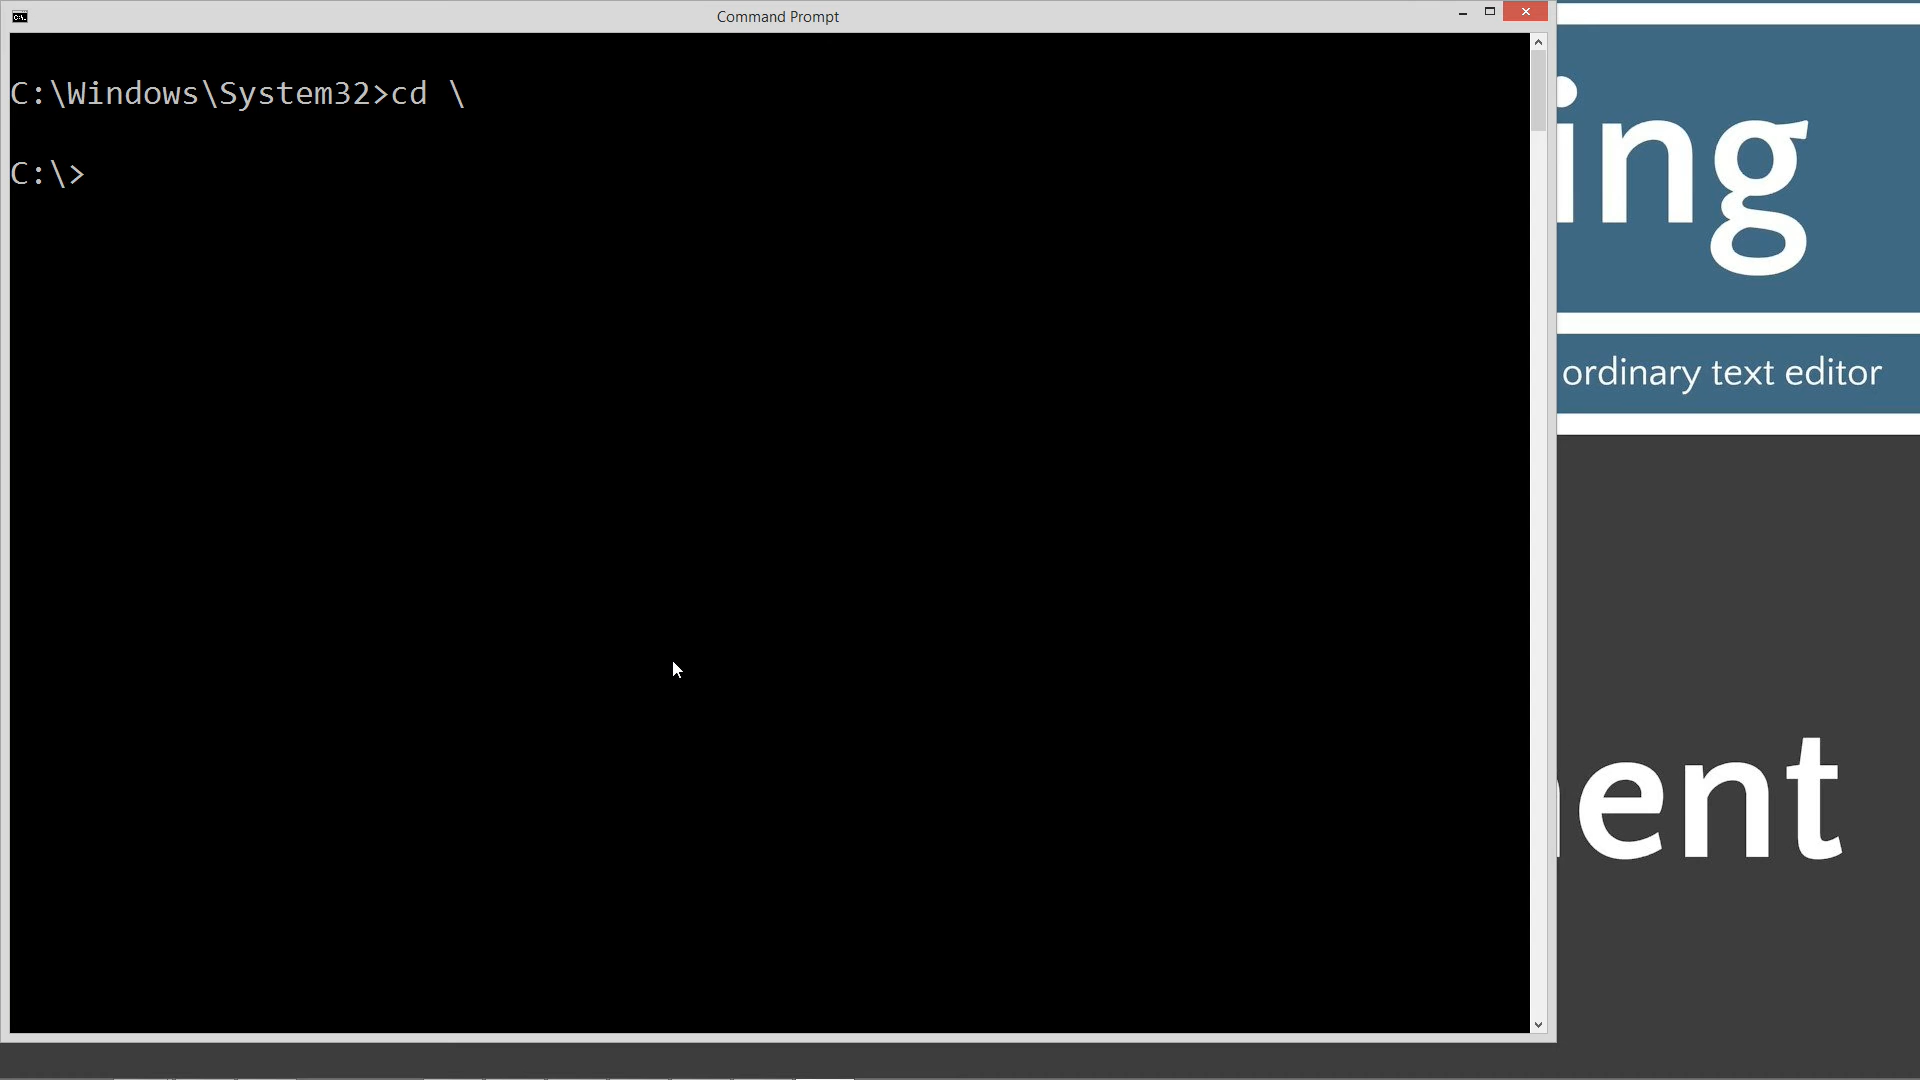 Command Prompt
C:\Windows\System32>cd \
C:\>
ing
ordinary text editor
ent